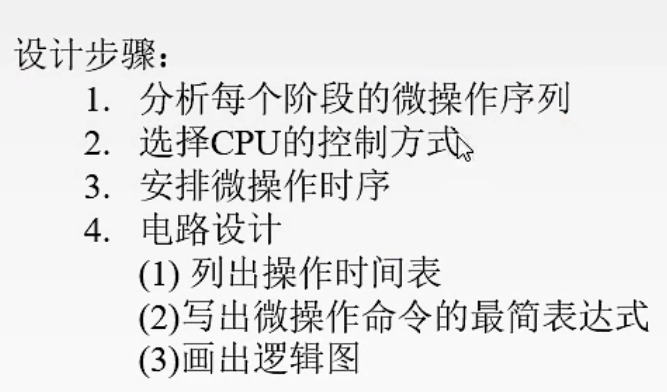 设计步骤：
1. 分析每个阶段的微操作序列
2. 选择CPU的控制方式
3. 安排微操作时序
4. 电路设计
(1) 列出操作时间表
(2)写出微操作命令的最简表达式
(3)画出逻辑图